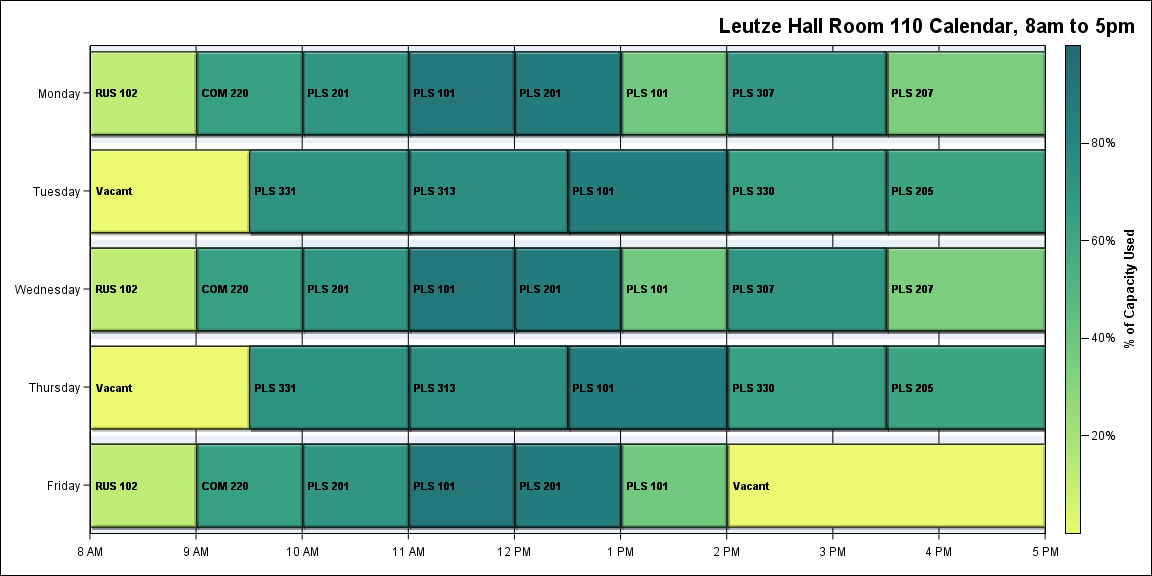 Leutze Hall Room 110 Calendar, 8am to 5pm
Monday
RUS 102
COM 220
PLS 201
PLS 101
PLS 201
PLS 101
PLS 307
PLS 207
Tuesday
Vacant
PLS 331
PLS 313
PLS 101
PLS 330
PLS 205
Wednesday
RUS 102
COM 220
PLS 201
PLS 101
PLS 201
PLS 101
PLS 307
PLS 207
Thursday
Vacant
PLS 331
PLS 313
PLS 101
PLS 330
PLS 205
Friday
RUS 102
COM 220
PLS 201
PLS 101
PLS 201
PLS 101
Vacant
8 AM
9 AM
10 AM
11 AM
12 PM
1 PM
2 PM
3 PM
4 PM
5 PM
80%
60%
40%
20%
% of Capacity Used